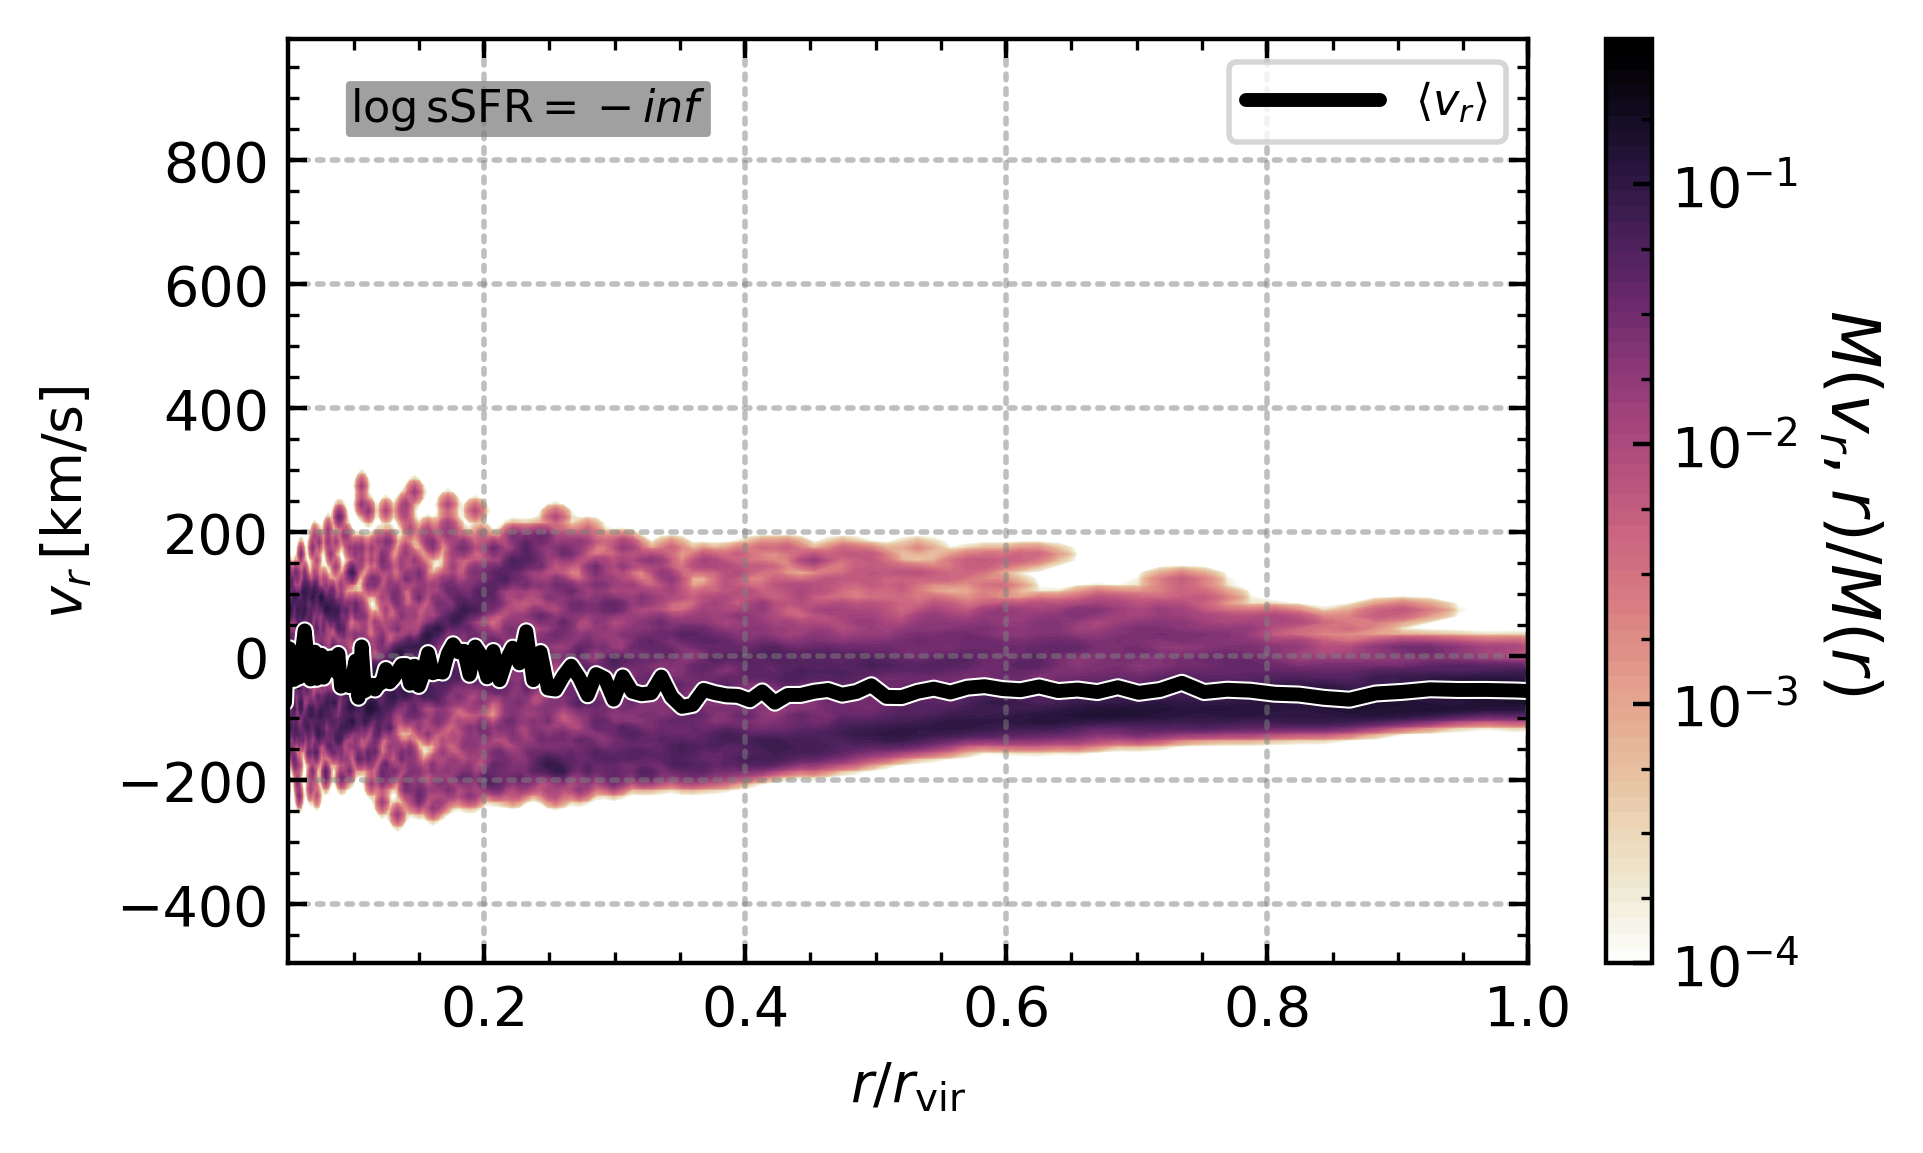 log sSFR = −inf
⟨v_r⟩
800
600
400
200
0
−200
−400
v_r [km/s]
0.2 0.4 0.6 0.8 1.0
r/r_vir
10⁻¹
10⁻²
10⁻³
10⁻⁴
M(v_r, r)/M(r)